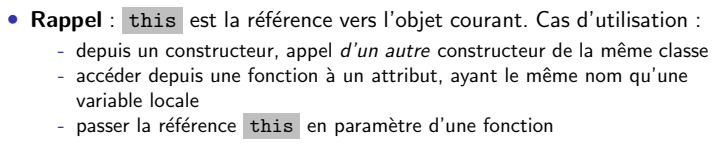 • Rappel : this est la référence vers l'objet courant. Cas d'utilisation :
- depuis un constructeur, appel d'un autre constructeur de la même classe
- accéder depuis une fonction à un attribut, ayant le même nom qu'une
variable locale
- passer la référence this en paramètre d'une fonction